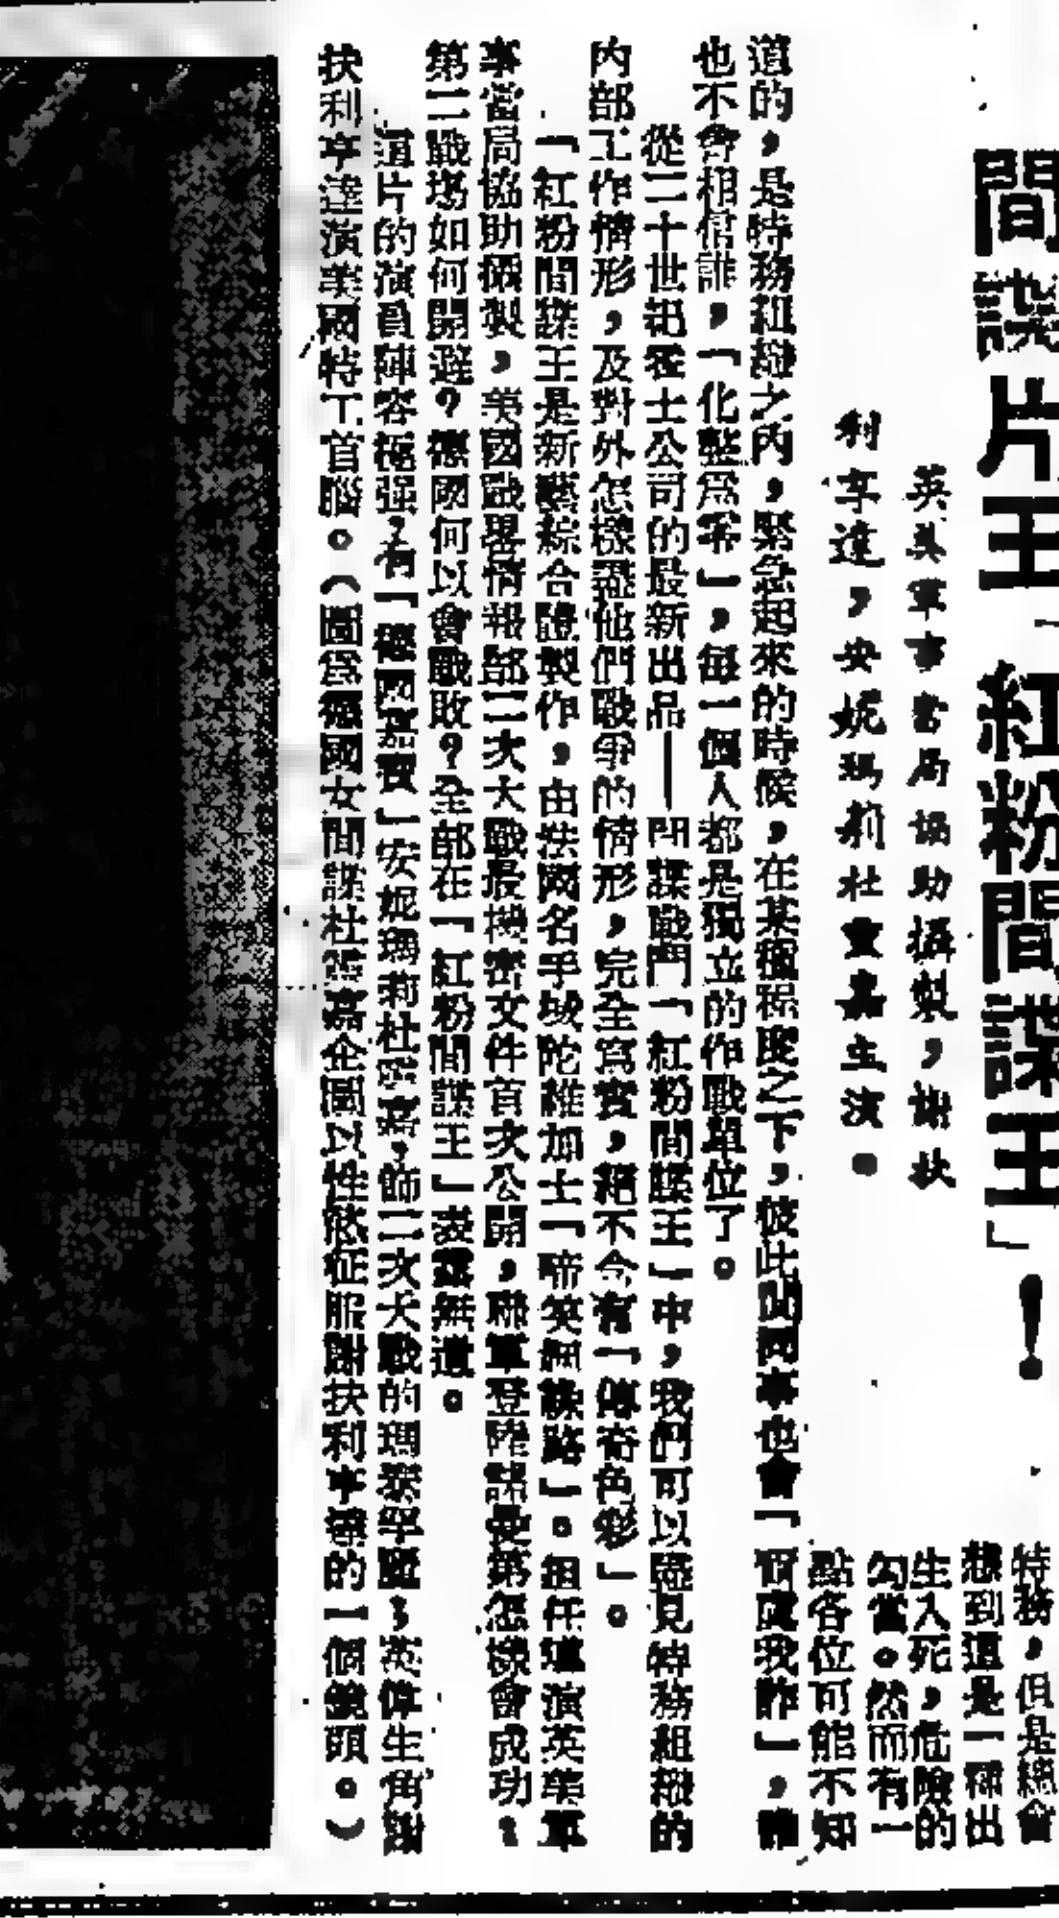 間諜片王「紅粉間諜王」！
英美軍事當局協助攝製，謝扶
利亨達，安妮瑪莉杜雲嘉主演。
特務，但是總會
想到這是一種出
生入死，危險的
勾當。然而有一
點各位可能不知
道的，是特務組織之內，緊急起來的時候，在某種程度之下，彼此間同事也會「爾虞我詐」，誰
也不會相信誰，「化整為零」，每一個人都是獨立的作戰單位了。
從二十世紀霍士公司的最新出品——間諜戰鬥「紅粉間諜王」中，我們可以窺見特務組織的
內部工作情形，及對外怎樣跟他們戰爭的情形，完全寫實，絕不含有「傳奇色彩」。
「紅粉間諜王是新藝綜合體製作，由法國名手域陀維加士「啼笑姻緣路」。担任導演英美軍
事當局協助攝製，美國戰畧情報部二次大戰最機密文件首次公開，聯軍登陸諾曼第怎樣會成功，
第二戰場如何開避？德國何以會戰敗？全部在「紅粉間諜王」表露無遺。
這片的演員陣容極强，有「德國嘉寶」安妮瑪莉杜雲嘉，飾二次大戰的瑪泰 ，英偉生角謝
扶利亨達演美國特工首腦。（圖為德國女間諜杜雲嘉企圖以性慾征服謝扶利亨達的一個鏡頭。）